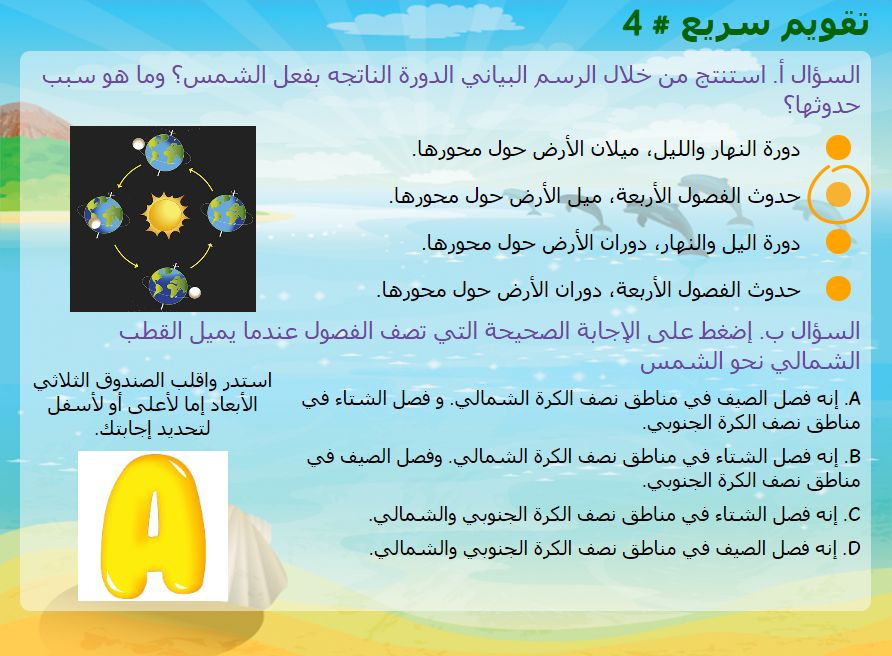 تقويم سريع # 4
السؤال أ. استنتج من خلال الرسم البياني الدورة الناتجه بفعل الشمس؟ وما هو سبب
حدوثها؟
دورة النهار والليل، ميلان الأرض حول محورها.
حدوث الفصول الأربعة، ميل الأرض حول محورها.
دورة اليل والنهار، دوران الأرض حول محورها.
حدوث الفصول الأربعة، دوران الأرض حول محورها.
السؤال ب. إضغط على الإجابة الصحيحة التي تصف الفصول عندما يميل القطب
الشمالي نحو الشمس
A. إنه فصل الصيف في مناطق نصف الكرة الشمالي. و فصل الشتاء في
مناطق نصف الكرة الجنوبي.
B. إنه فصل الشتاء في مناطق نصف الكرة الشمالي. وفصل الصيف في
مناطق نصف الكرة الجنوبي.
C. إنه فصل الشتاء في مناطق نصف الكرة الجنوبي والشمالي.
D. إنه فصل الصيف في مناطق نصف الكرة الجنوبي والشمالي.
استدر واقلب الصندوق الثلاثي
الأبعاد إما لأعلى أو لأسفل
لتحديد إجابتك.
A